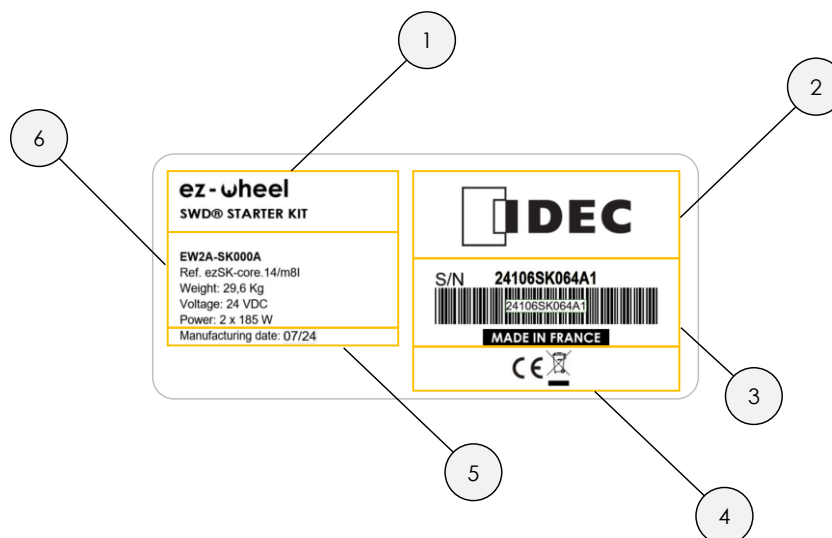 1
2
6
ez-wheel
SWD® STARTER KIT
IDEC
EW2A-SK000A
Ref. ezSK-core.14/m8l
Weight: 29,6 Kg
Voltage: 24 VDC
Power: 2 x 185 W
Manufacturing date: 07/24
S/N 24106SK064A1
24106SK064A1
MADE IN FRANCE
CE
3
5
4